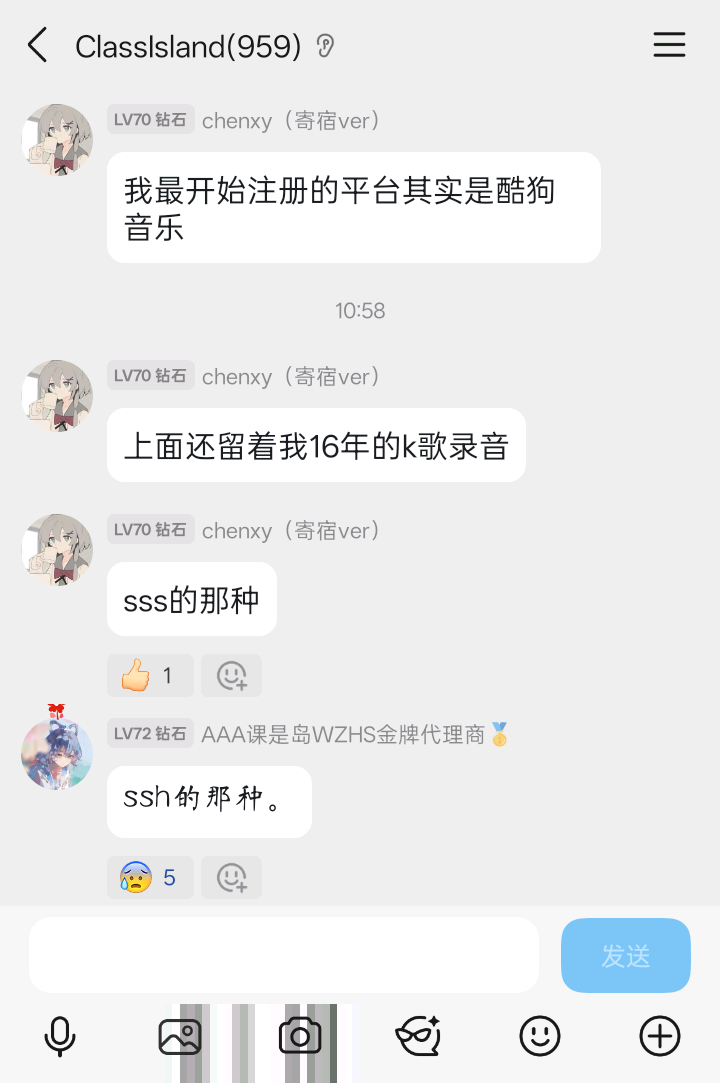 ClassIsland(959)
LV70 钻石 chenxy（寄宿ver）
我最开始注册的平台其实是酷狗
音乐
10:58
LV70 钻石 chenxy（寄宿ver）
上面还留着我16年的k歌录音
LV70 钻石 chenxy（寄宿ver）
sss的那种
1
LV72 钻石 AAA课是岛WZHS金牌代理商🥇
ssh的那种。
5
发送